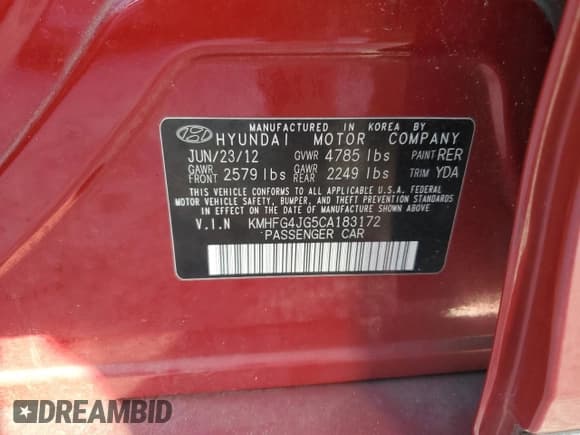 MANUFACTURED IN KOREA BY
HYUNDAI MOTOR COMPANY
JUN/23/12 GVWR 4785 lbs PAINT RER
GAWR FRONT 2579 lbs GAWR REAR 2249 lbs TRIM YDA
THIS VEHICLE CONFORMS TO ALL APPLICABLE U.S.A. FEDERAL
MOTOR VEHICLE SAFETY, BUMPER, AND THEFT PREVENTION STANDARDS
IN EFFECT ON THE DATE OF MANUFACTURE SHOWN ABOVE.
V.I.N KMHFG4JG5CA183172
PASSENGER CAR
DREAMBID